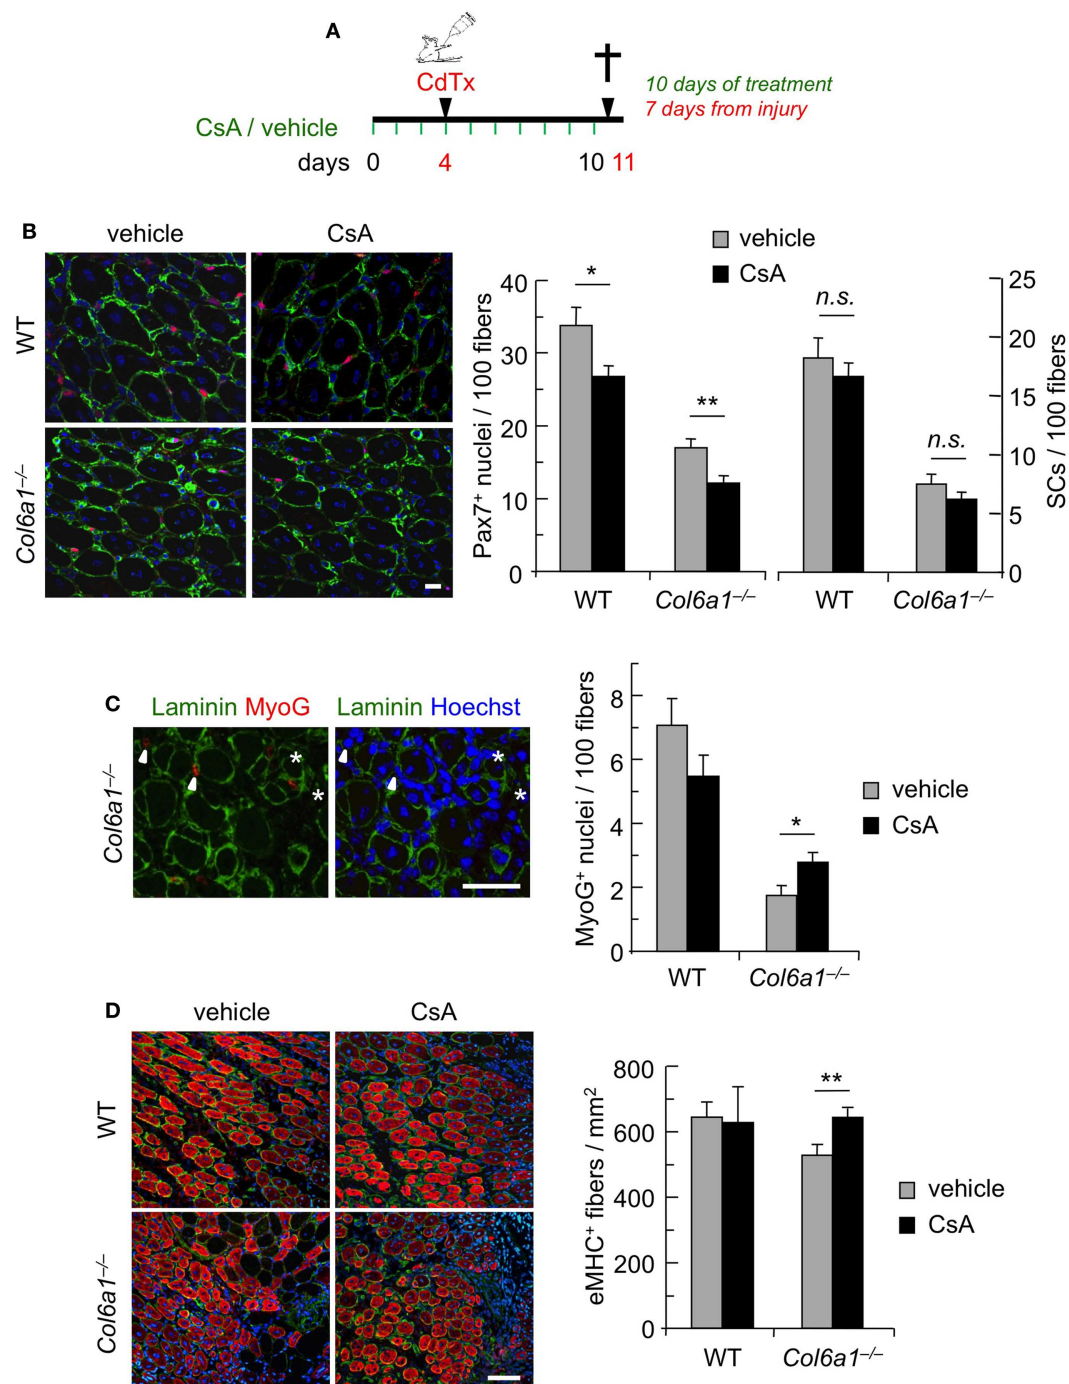 A
CdTx
10 days of treatment
7 days from injury
CsA / vehicle
days 0 4 10 11
B
vehicle CsA
WT
Col6a1–/–
vehicle
CsA
Pax7+ nuclei / 100 fibers
40
30
20
10
0
*
**
WT Col6a1–/–
n.s.
n.s.
WT Col6a1–/–
25
20
15
10
5
0
SCs / 100 fibers
C
Laminin MyoG Laminin Hoechst
Col6a1–/–
* *
* *
MyoG+ nuclei / 100 fibers
8
6
4
2
0
*
WT Col6a1–/–
vehicle
CsA
D
vehicle CsA
WT
Col6a1–/–
eMHC+ fibers / mm2
800
600
400
200
0
**
WT Col6a1–/–
vehicle
CsA